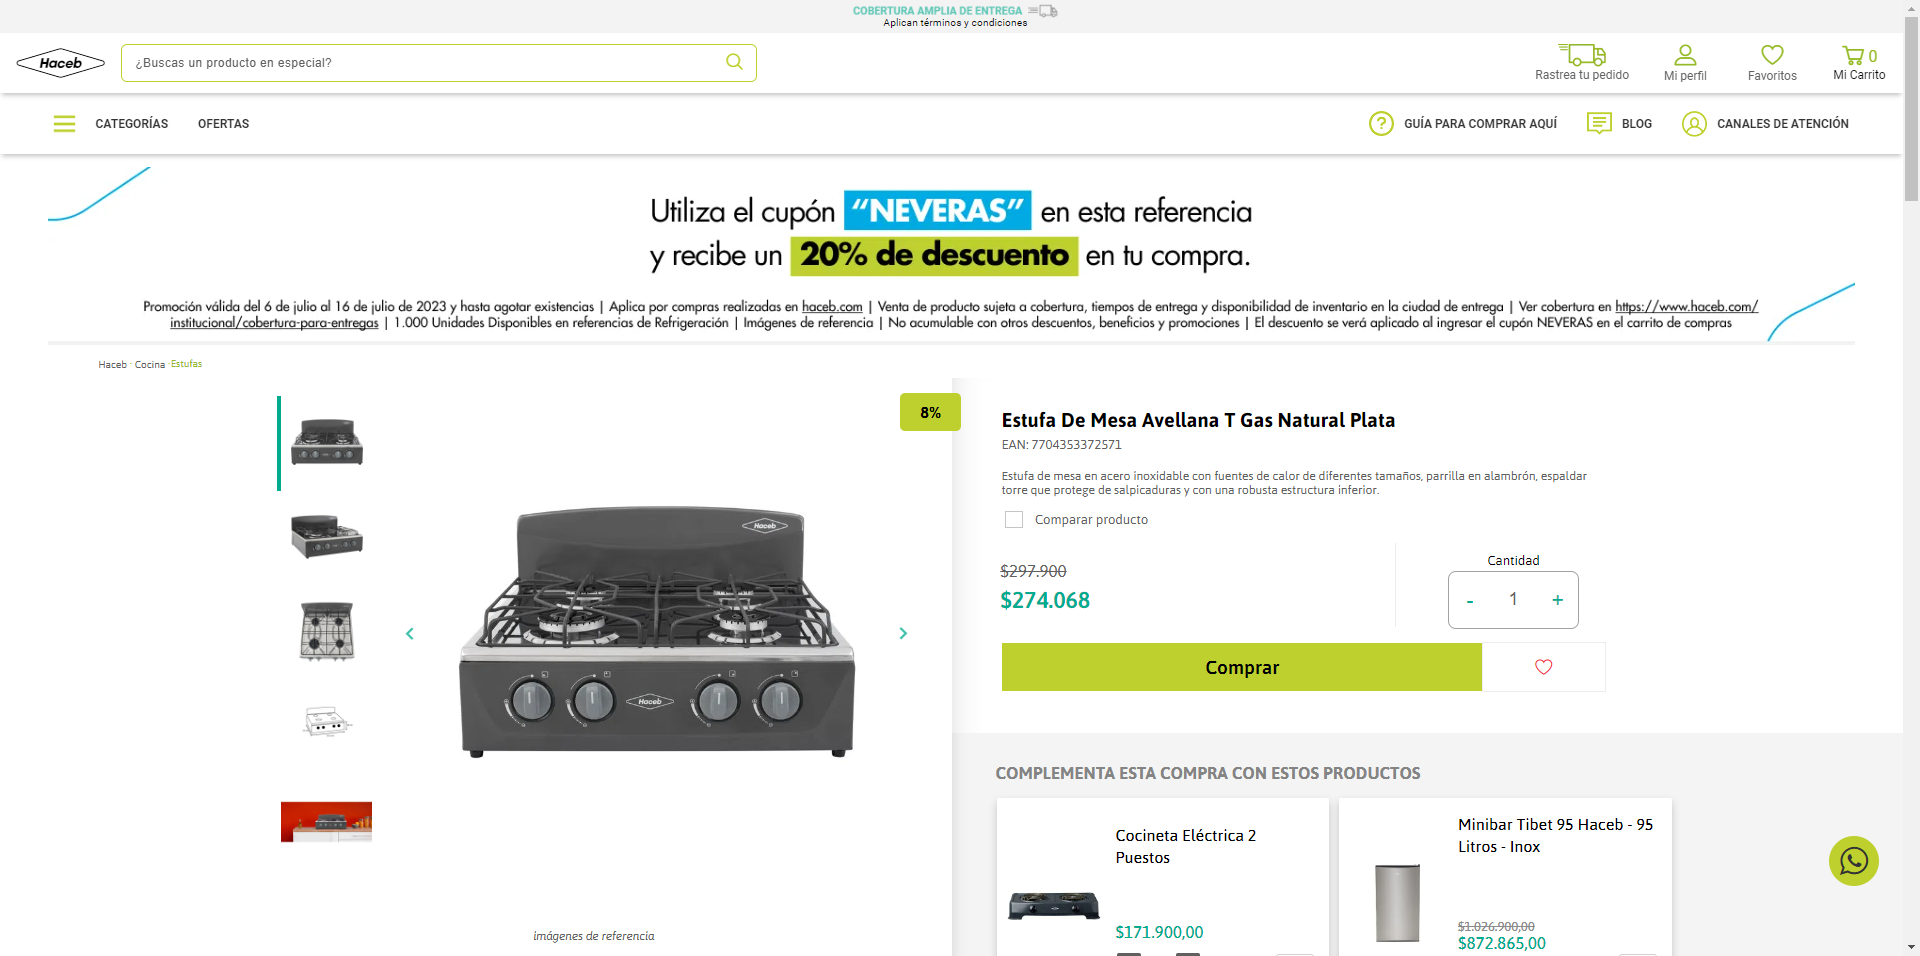 COBERTURA AMPLIA DE ENTREGA
Aplican términos y condiciones
Haceb
¿Buscas un producto en especial?
Rastrea tu pedido
Mi perfil
Favoritos
0
Mi Carrito
CATEGORÍAS
OFERTAS
GUÍA PARA COMPRAR AQUÍ
BLOG
CANALES DE ATENCIÓN
Utiliza el cupón “NEVERAS” en esta referencia
y recibe un 20% de descuento en tu compra.
Promoción válida del 6 de julio al 16 de julio de 2023 y hasta agotar existencias | Aplica por compras realizadas en haceb.com | Venta de producto sujeta a cobertura, tiempos de entrega y disponibilidad de inventario en la ciudad de entrega | Ver cobertura en https://www.haceb.com/
institucional/cobertura-para-entregas | 1.000 Unidades Disponibles en referencias de Refrigeración | Imágenes de referencia | No acumulable con otros descuentos, beneficios y promociones | El descuento se verá aplicado al ingresar el cupón NEVERAS en el carrito de compras
Haceb · Cocina · Estufas
8%
Haceb
Haceb
imágenes de referencia
Estufa De Mesa Avellana T Gas Natural Plata
EAN: 7704353372571
Estufa de mesa en acero inoxidable con fuentes de calor de diferentes tamaños, parrilla en alambrón, espaldar
torre que protege de salpicaduras y con una robusta estructura inferior.
Comparar producto
$297.900
$274.068
Cantidad
- 1 +
Comprar
COMPLEMENTA ESTA COMPRA CON ESTOS PRODUCTOS
Cocineta Eléctrica 2
Puestos
$171.900,00
Minibar Tibet 95 Haceb - 95
Litros - Inox
$1.026.900,00
$872.865,00